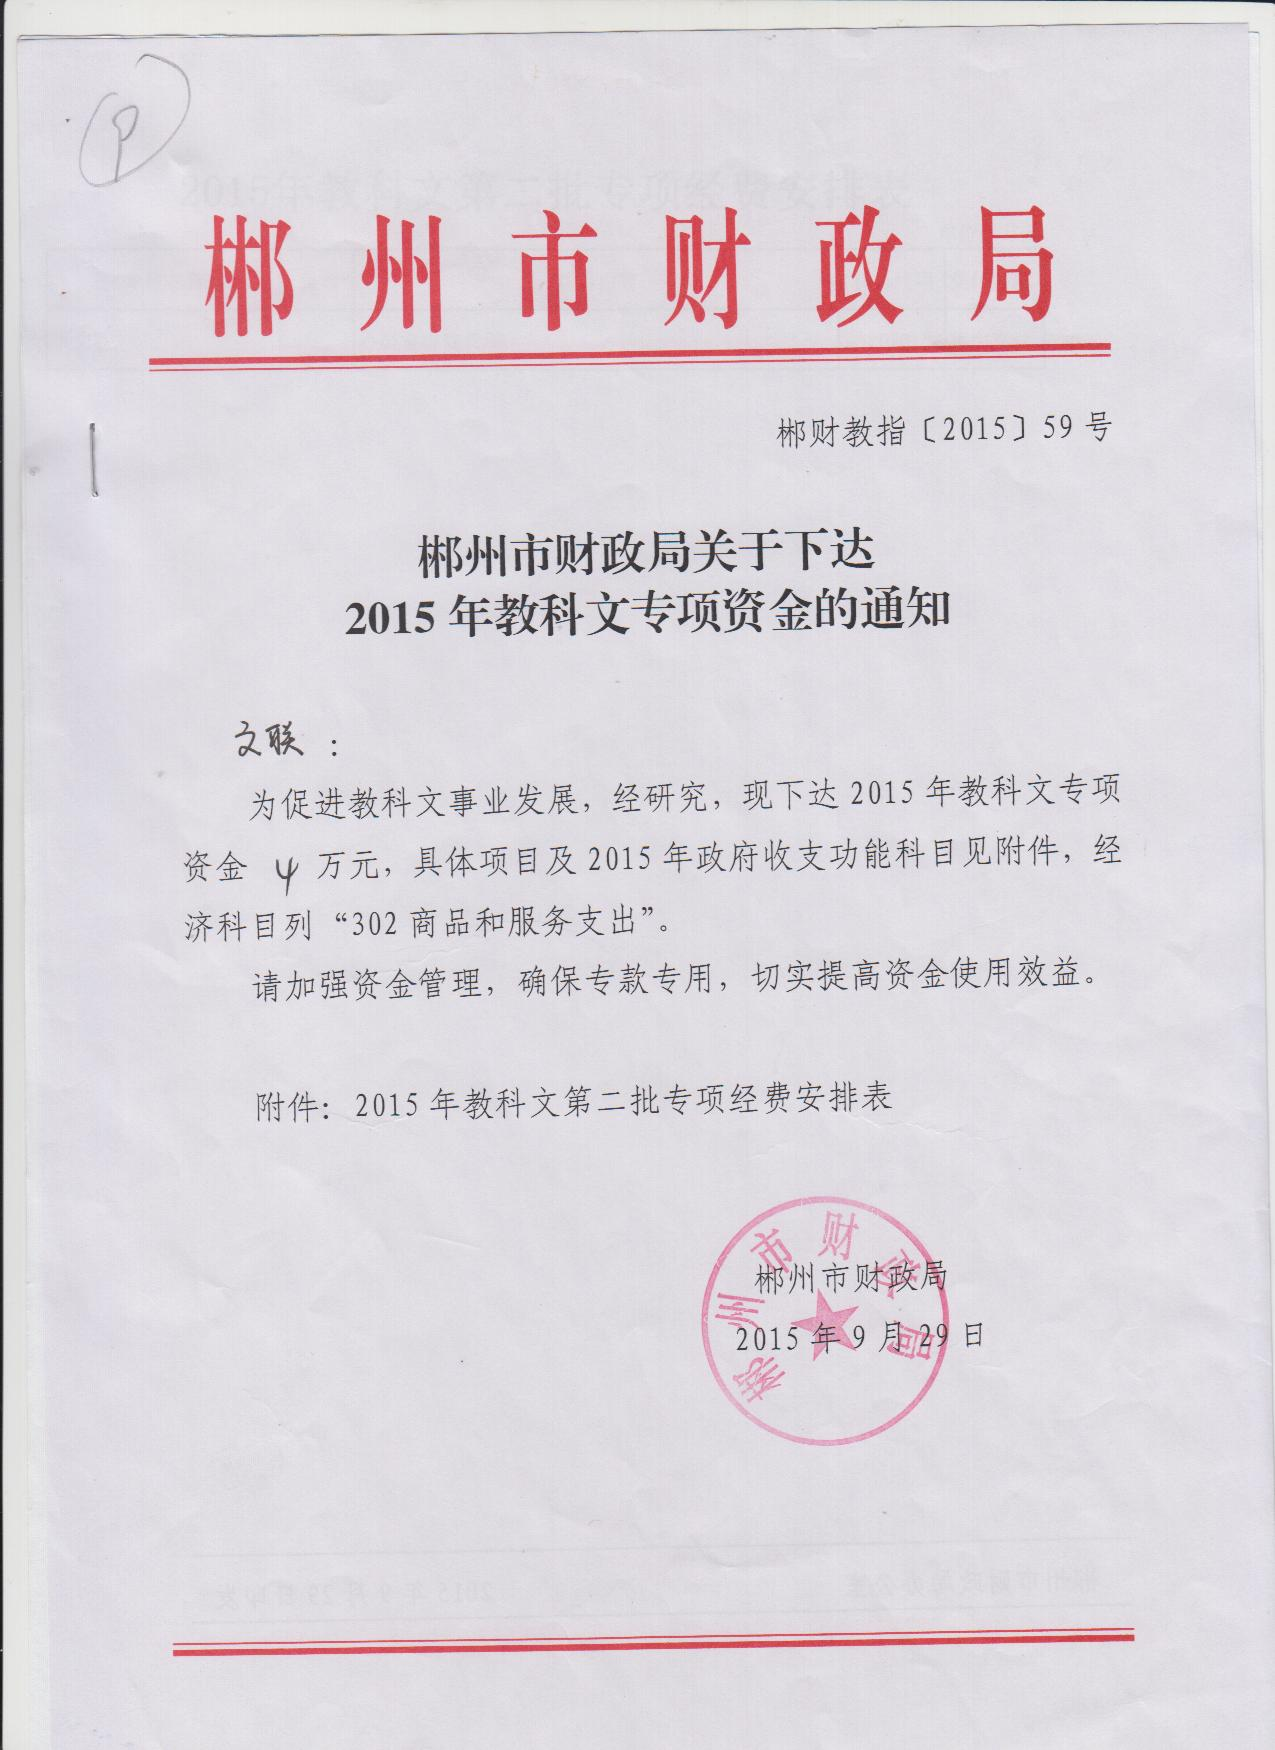 郴州市财政局
郴财教指〔2015〕59号
郴州市财政局关于下达
2015年教科文专项资金的通知
文联：
为促进教科文事业发展，经研究，现下达2015年教科文专项
资金 4 万元，具体项目及2015年政府收支功能科目见附件，经
济科目列“302商品和服务支出”。
请加强资金管理，确保专款专用，切实提高资金使用效益。
附件：2015年教科文第二批专项经费安排表
郴州市财政局
郴州市财政局
2015年9月29日